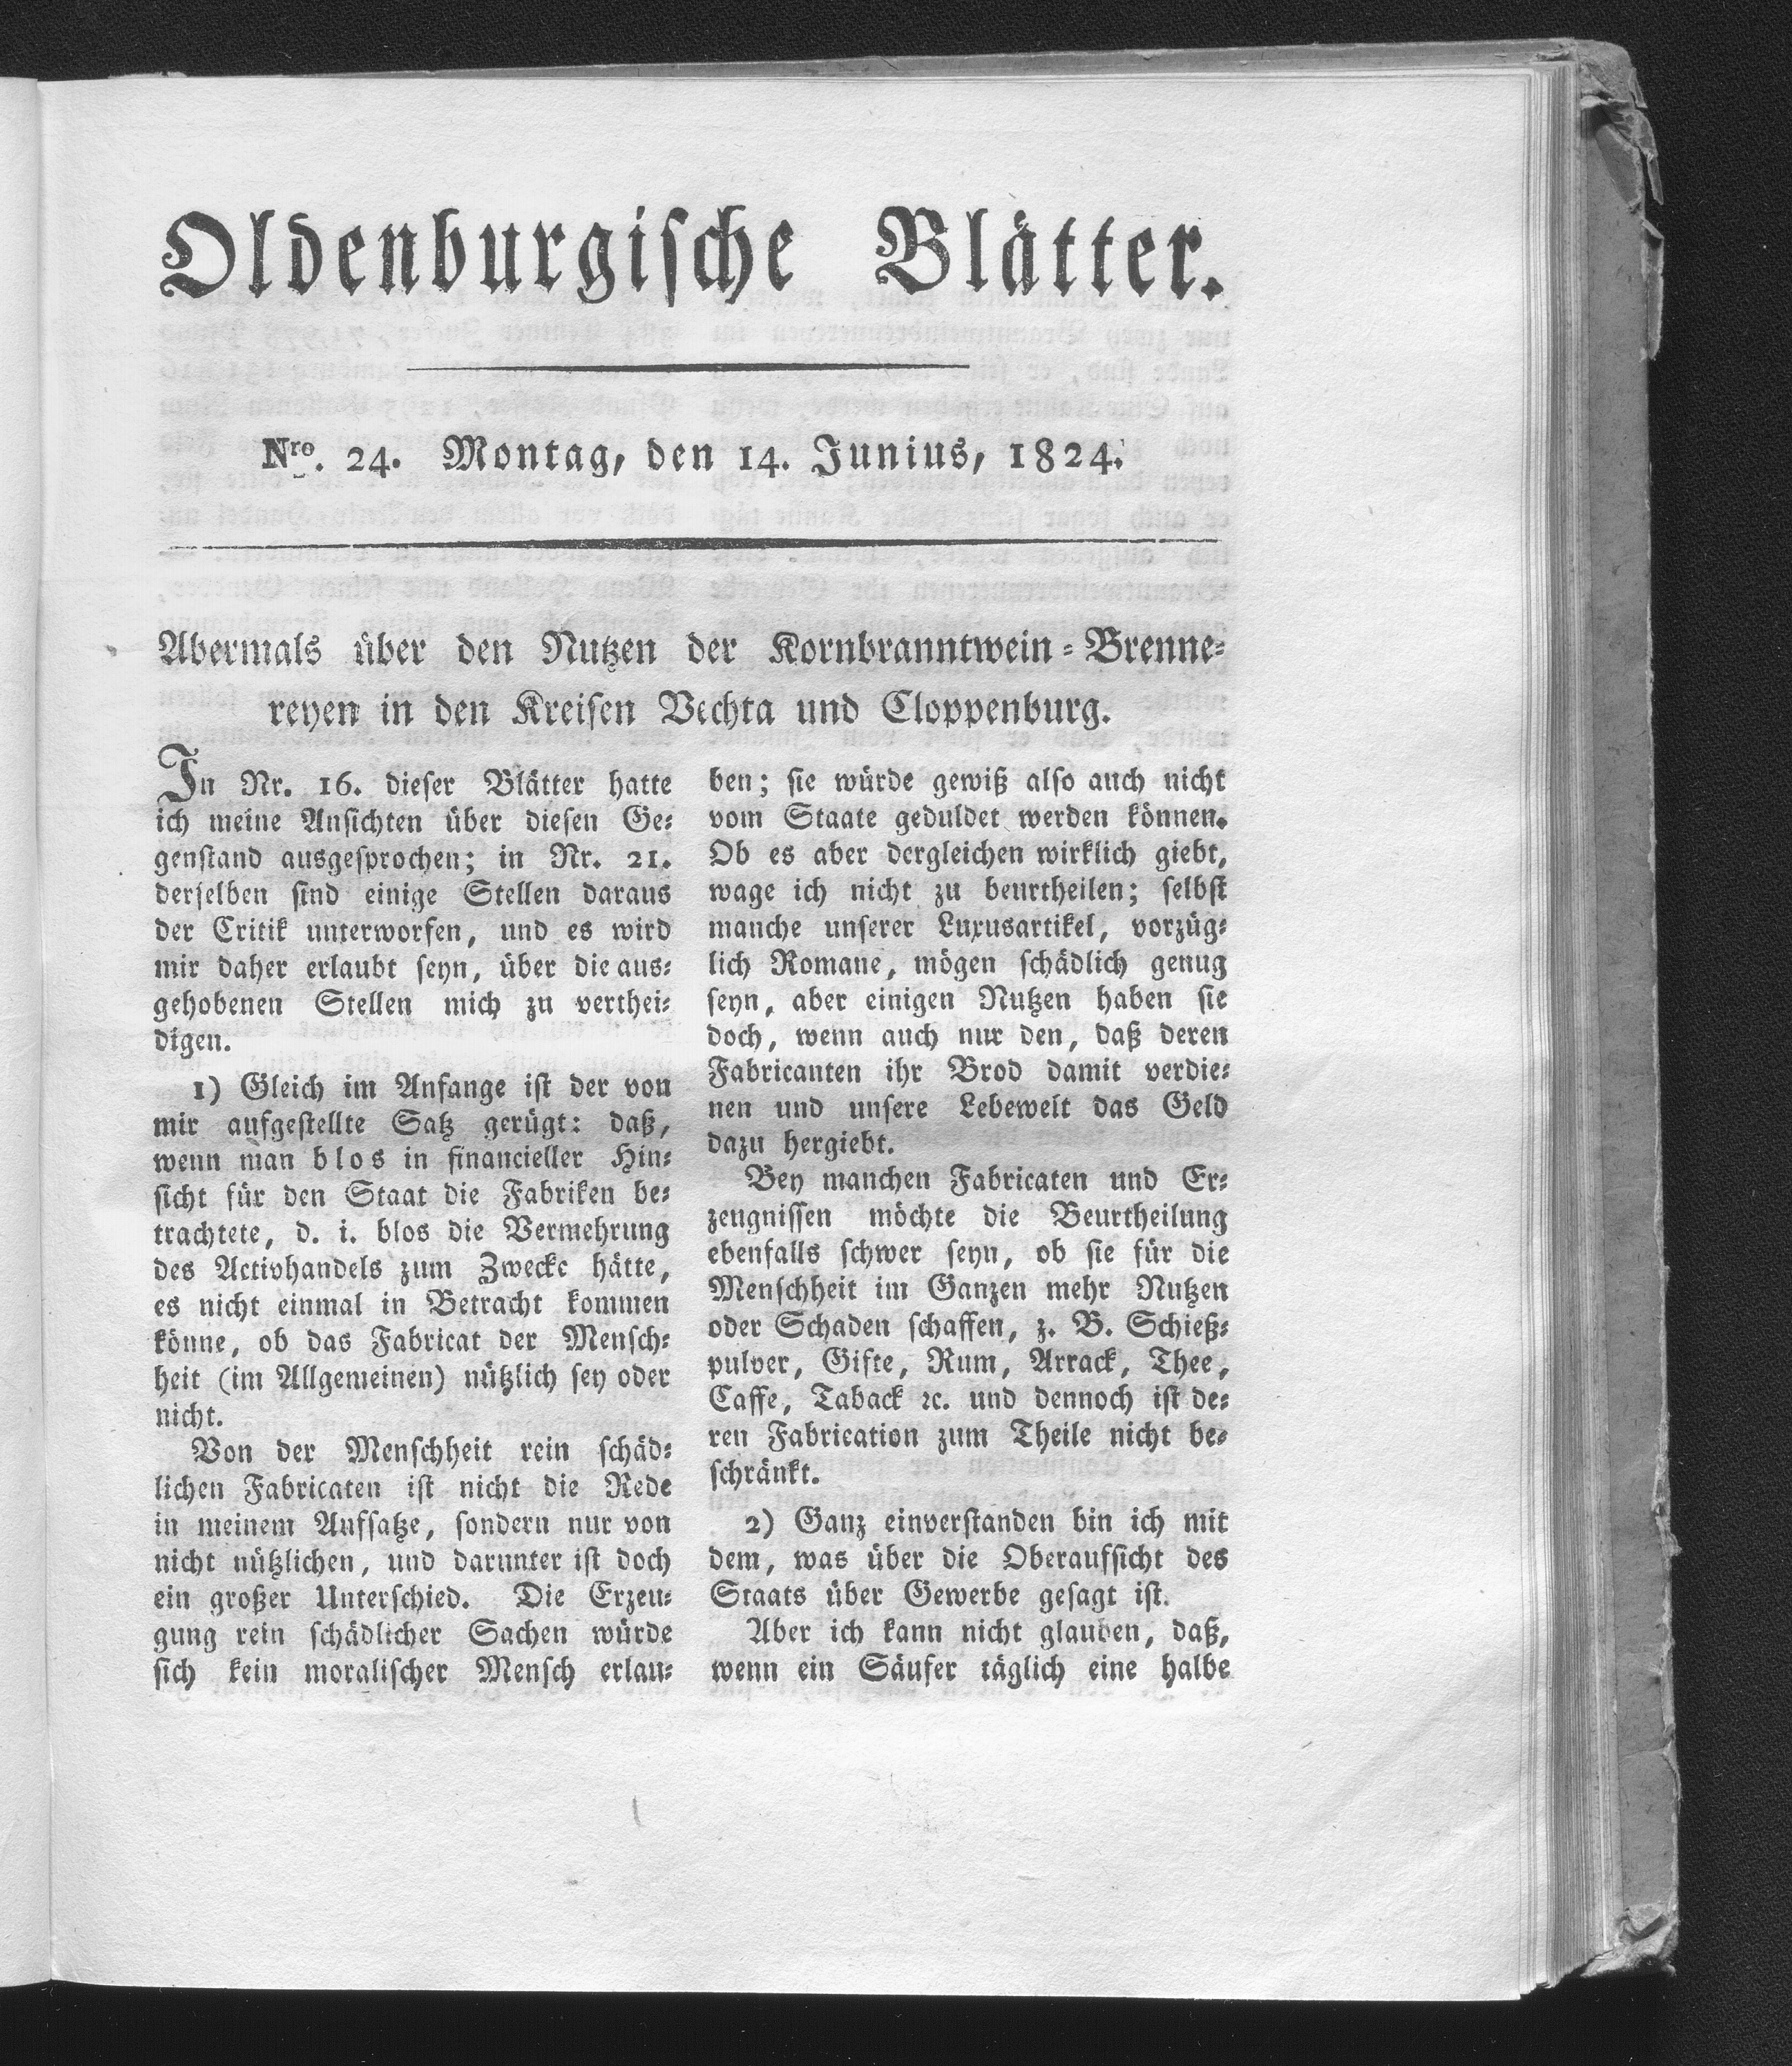 Oldenburgische Blätter.
Nro. 24. Montag, den 14. Junius, 1824.
Abermals über den Nutzen der Kornbranntwein-Brenne-
reyen in den Kreisen Vechta und Cloppenburg.
In Nr. 16. dieser Blätter hatte
ich meine Ansichten über diesen Ge-
genstand ausgesprochen; in Nr. 21.
derselben sind einige Stellen daraus
der Critik unterworfen, und es wird
mir daher erlaubt seyn, über die aus-
gehobenen Stellen mich zu verthei-
digen.
1) Gleich im Anfange ist der von
mir aufgestellte Satz gerügt: daß,
wenn man blos in financieller Hin-
sicht für den Staat die Fabriken be-
trachtete, d. i. blos die Vermehrung
des Activhandels zum Zwecke hätte,
es nicht einmal in Betracht kommen
könne, ob das Fabricat der Mensch-
heit (im Allgemeinen) nützlich sey oder
nicht.
Von der Menschheit rein schäd-
lichen Fabricaten ist nicht die Rede
in meinem Aufsatze, sondern nur von
nicht nützlichen, und darunter ist doch
ein großer Unterschied. Die Erzeu-
gung rein schädlicher Sachen würde
sich kein moralischer Mensch erlau-
ben; sie würde gewiß also auch nicht
vom Staate geduldet werden können.
Ob es aber dergleichen wirklich giebt,
wage ich nicht zu beurtheilen; selbst
manche unserer Luxusartikel, vorzüg-
lich Romane, mögen schädlich genug
seyn, aber einigen Nutzen haben sie
doch, wenn auch nur den, daß deren
Fabricanten ihr Brod damit verdie-
nen und unsere Lebewelt das Geld
dazu hergiebt.
Bey manchen Fabricaten und Er-
zeugnissen möchte die Beurtheilung
ebenfalls schwer seyn, ob sie für die
Menschheit im Ganzen mehr Nutzen
oder Schaden schaffen, z. B. Schieß-
pulver, Gifte, Rum, Arrack, Thee,
Caffe, Taback ꝛc. und dennoch ist de-
ren Fabrication zum Theile nicht be-
schränkt.
2) Ganz einverstanden bin ich mit
dem, was über die Oberaufsicht des
Staats über Gewerbe gesagt ist.
Aber ich kann nicht glauben, daß,
wenn ein Säufer täglich eine halbe